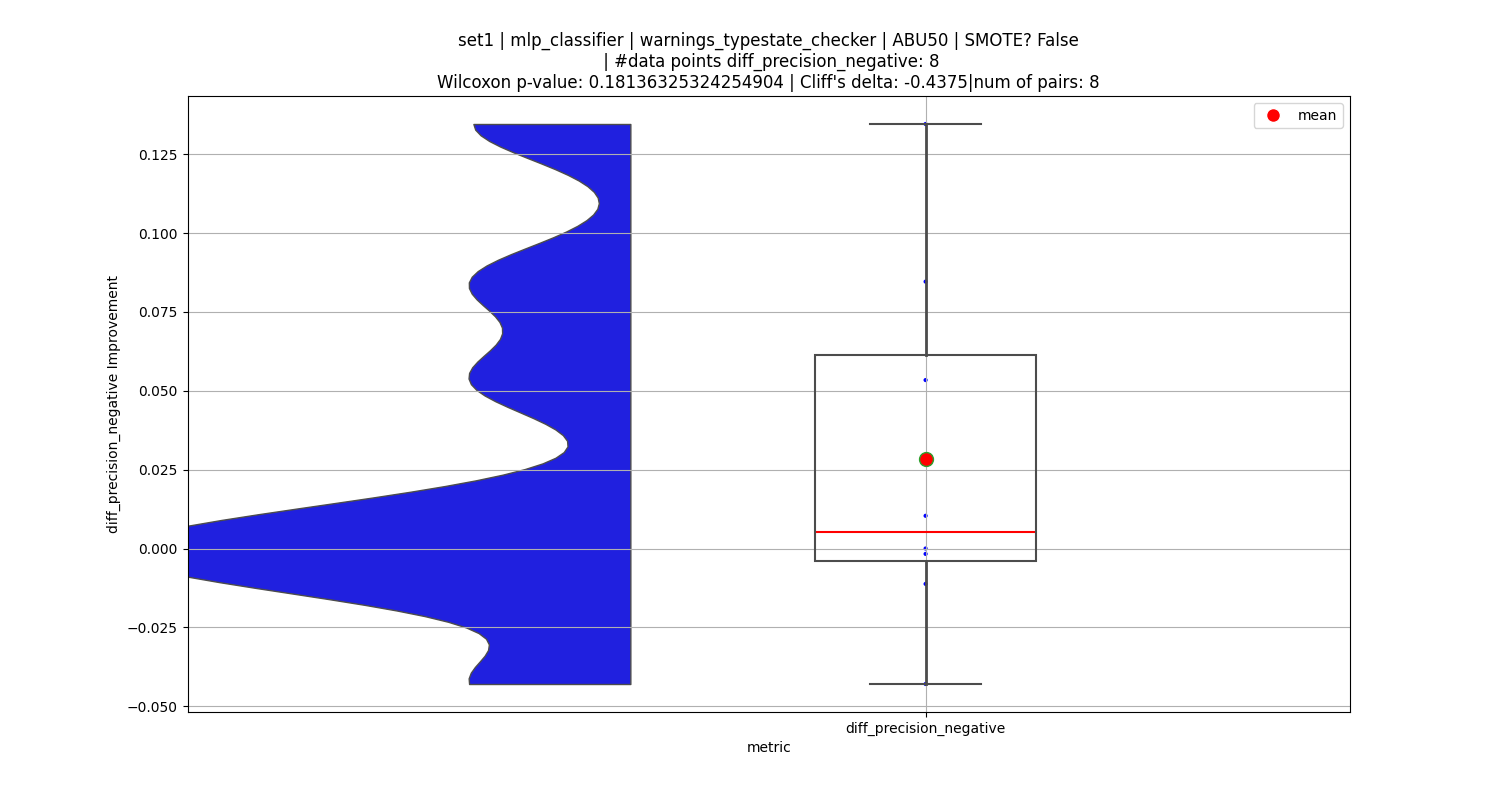 set1 | mlp_classifier | warnings_typestate_checker | ABU50 | SMOTE? False
| #data points diff_precision_negative: 8
Wilcoxon p-value: 0.18136325324254904 | Cliff's delta: -0.4375|num of pairs: 8
mean
0.125
0.100
0.075
0.050
0.025
0.000
−0.025
−0.050
diff_precision_negative Improvement
diff_precision_negative
metric